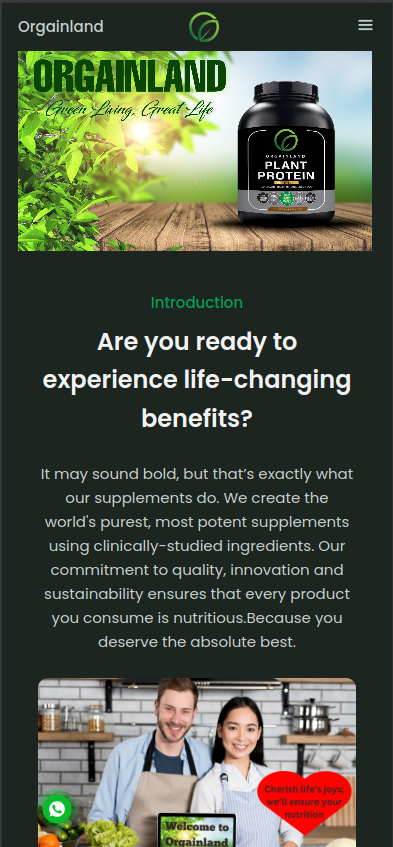 Orgainland
ORGAINLAND
Green Living, Great Life
ORGAINLAND
PLANT
PROTEIN
Introduction
Are you ready to
experience life-changing
benefits?
It may sound bold, but that’s exactly what
our supplements do. We create the
world's purest, most potent supplements
using clinically-studied ingredients. Our
commitment to quality, innovation and
sustainability ensures that every product
you consume is nutritious.Because you
deserve the absolute best.
Cherish life's joys;
we'll ensure your
nutrition
Welcome to
Orgainland